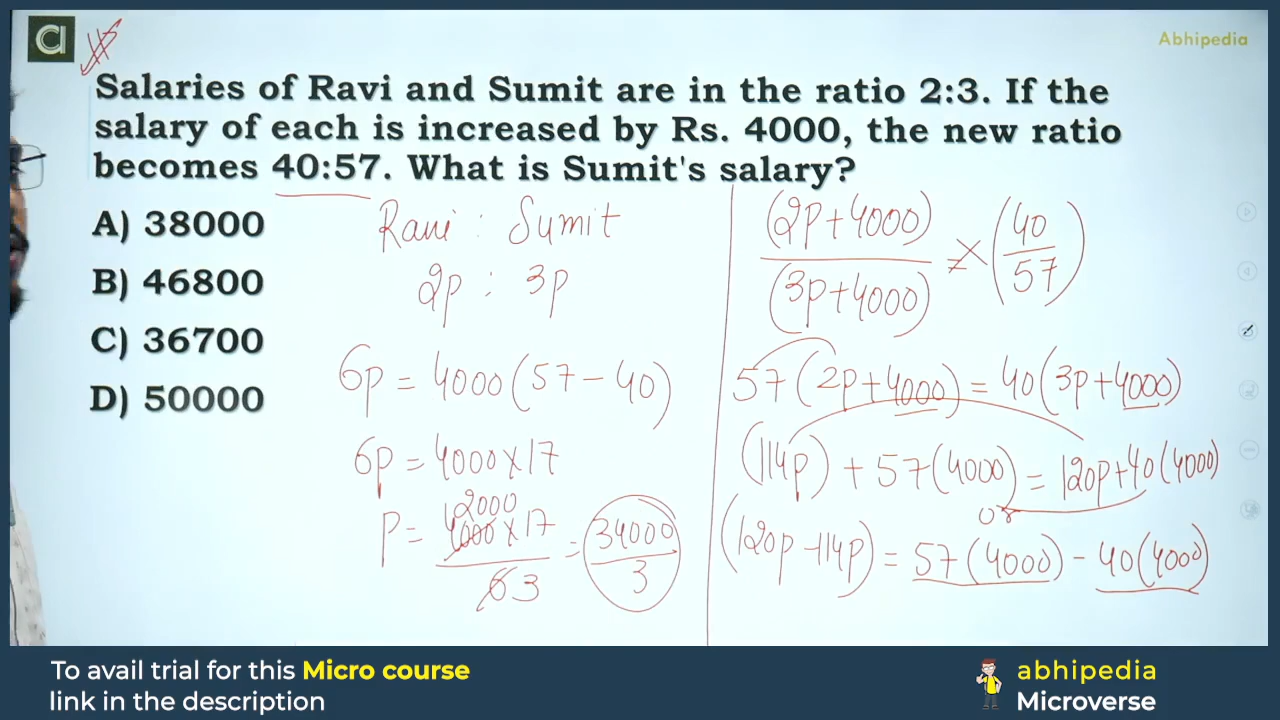 a
Abhipedia
Salaries of Ravi and Sumit are in the ratio 2:3. If the
salary of each is increased by Rs. 4000, the new ratio
becomes 40:57. What is Sumit's salary?
A) 38000
B) 46800
C) 36700
D) 50000
Ravi : Sumit
2p : 3p
6p = 4000(57 - 40)
6p = 4000 x 17
2000
p = 4000 x 17 = 34000
63 3
(2p+4000) (40
(3p+4000) 57)
57(2p+4000) = 40(3p+4000)
(114p) + 57(4000) = 120p+40(4000)
or
(120p-114p) = 57(4000) - 40(4000)
To avail trial for this Micro course
link in the description
abhipedia
Microverse